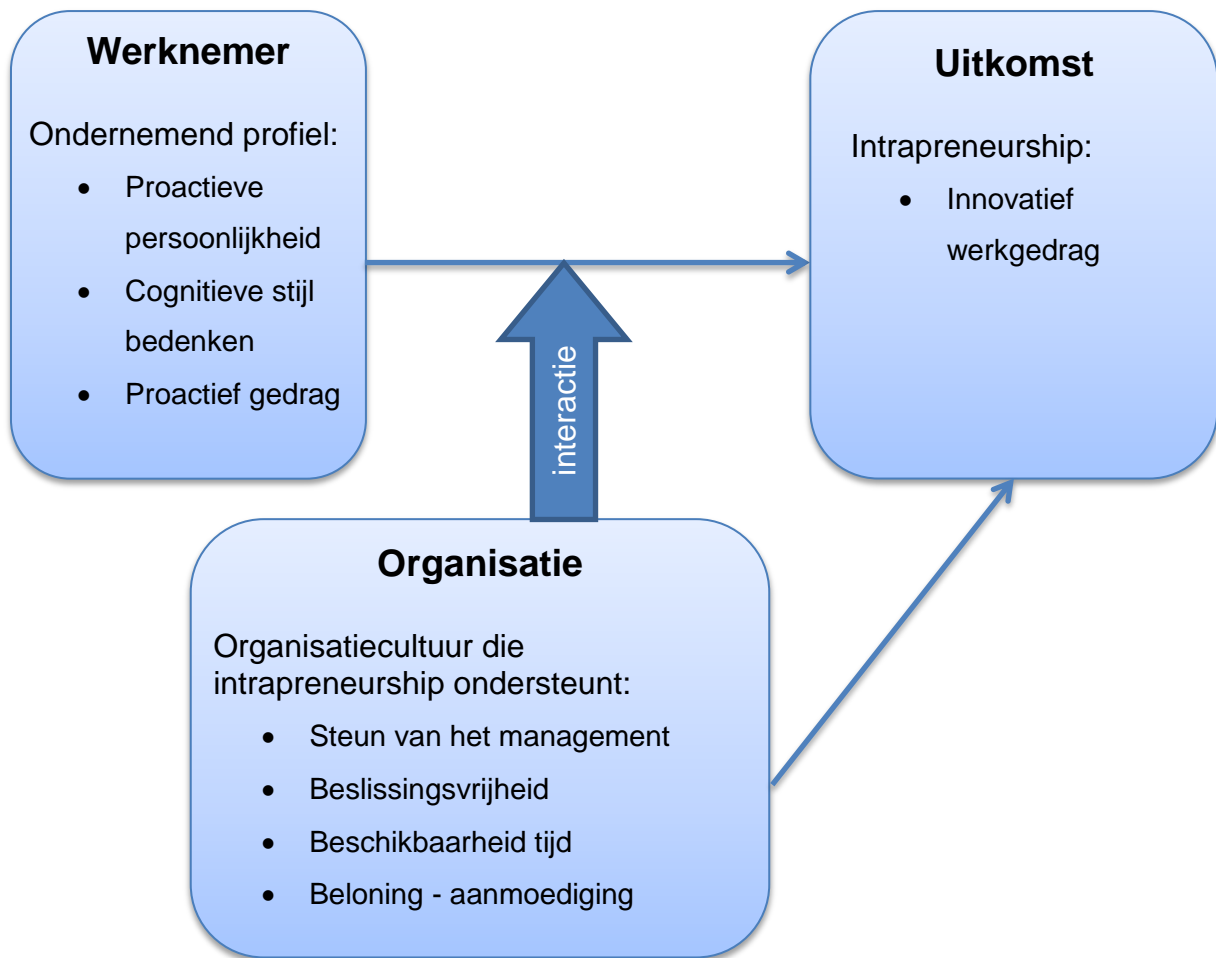 Werknemer
Ondernemend profiel:
• Proactieve
persoonlijkheid
• Cognitieve stijl
bedenken
• Proactief gedrag
Uitkomst
Intrapreneurship:
• Innovatief
werkgedrag
interactie
Organisatie
Organisatiecultuur die
intrapreneurship ondersteunt:
• Steun van het management
• Beslissingsvrijheid
• Beschikbaarheid tijd
• Beloning - aanmoediging